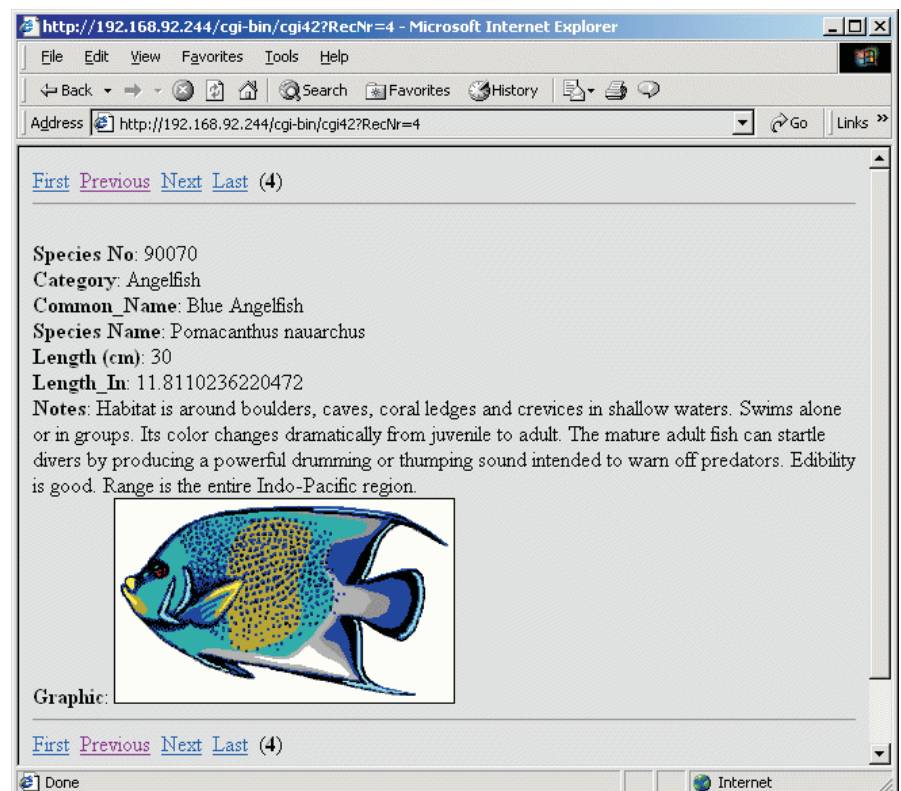 http://192.168.92.244/cgi-bin/cgi42?RecNr=4 - Microsoft Internet Explorer
File Edit View Favorites Tools Help
Back Search Favorites History
Address http://192.168.92.244/cgi-bin/cgi42?RecNr=4 Go Links »
First Previous Next Last (4)
Species No: 90070
Category: Angelfish
Common_Name: Blue Angelfish
Species Name: Pomacanthus nauarchus
Length (cm): 30
Length_In: 11.8110236220472
Notes: Habitat is around boulders, caves, coral ledges and crevices in shallow waters. Swims alone
or in groups. Its color changes dramatically from juvenile to adult. The mature adult fish can startle
divers by producing a powerful drumming or thumping sound intended to warn off predators. Edibility
is good. Range is the entire Indo-Pacific region.
Graphic:
First Previous Next Last (4)
Done Internet